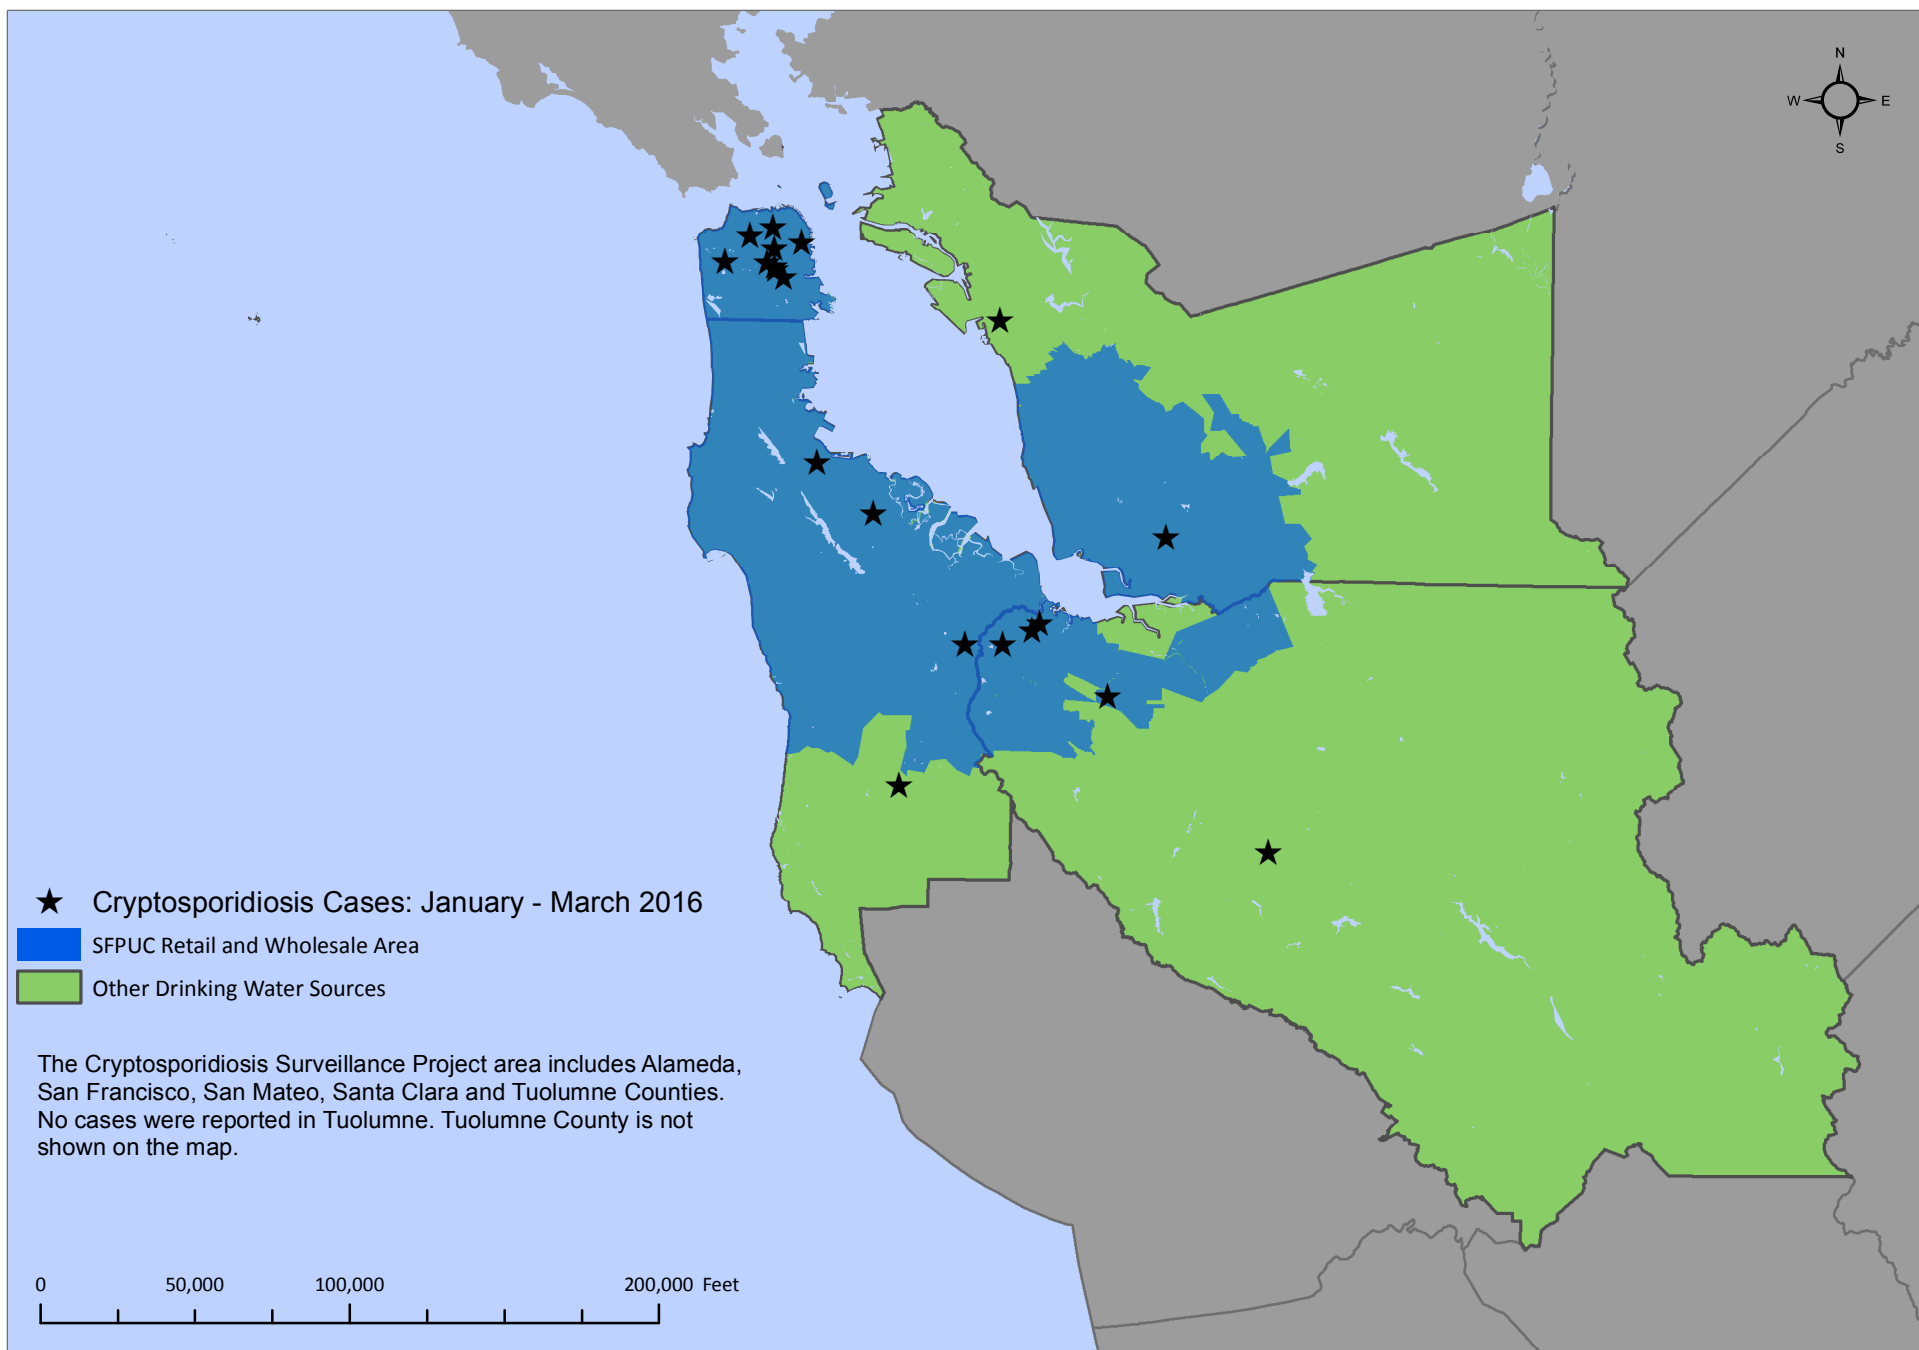 N
W E
S
Cryptosporidiosis Cases: January - March 2016
SFPUC Retail and Wholesale Area
Other Drinking Water Sources
The Cryptosporidiosis Surveillance Project area includes Alameda,
San Francisco, San Mateo, Santa Clara and Tuolumne Counties.
No cases were reported in Tuolumne. Tuolumne County is not
shown on the map.
0 50,000 100,000 200,000 Feet